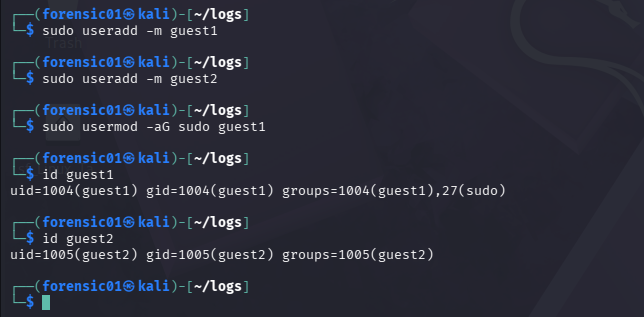 ┌──(forensic01㉿kali)-[~/logs]
└─$ sudo useradd -m guest1
┌──(forensic01㉿kali)-[~/logs]
└─$ sudo useradd -m guest2
┌──(forensic01㉿kali)-[~/logs]
└─$ sudo usermod -aG sudo guest1
┌──(forensic01㉿kali)-[~/logs]
└─$ id guest1
uid=1004(guest1) gid=1004(guest1) groups=1004(guest1),27(sudo)
┌──(forensic01㉿kali)-[~/logs]
└─$ id guest2
uid=1005(guest2) gid=1005(guest2) groups=1005(guest2)
┌──(forensic01㉿kali)-[~/logs]
└─$
Trash